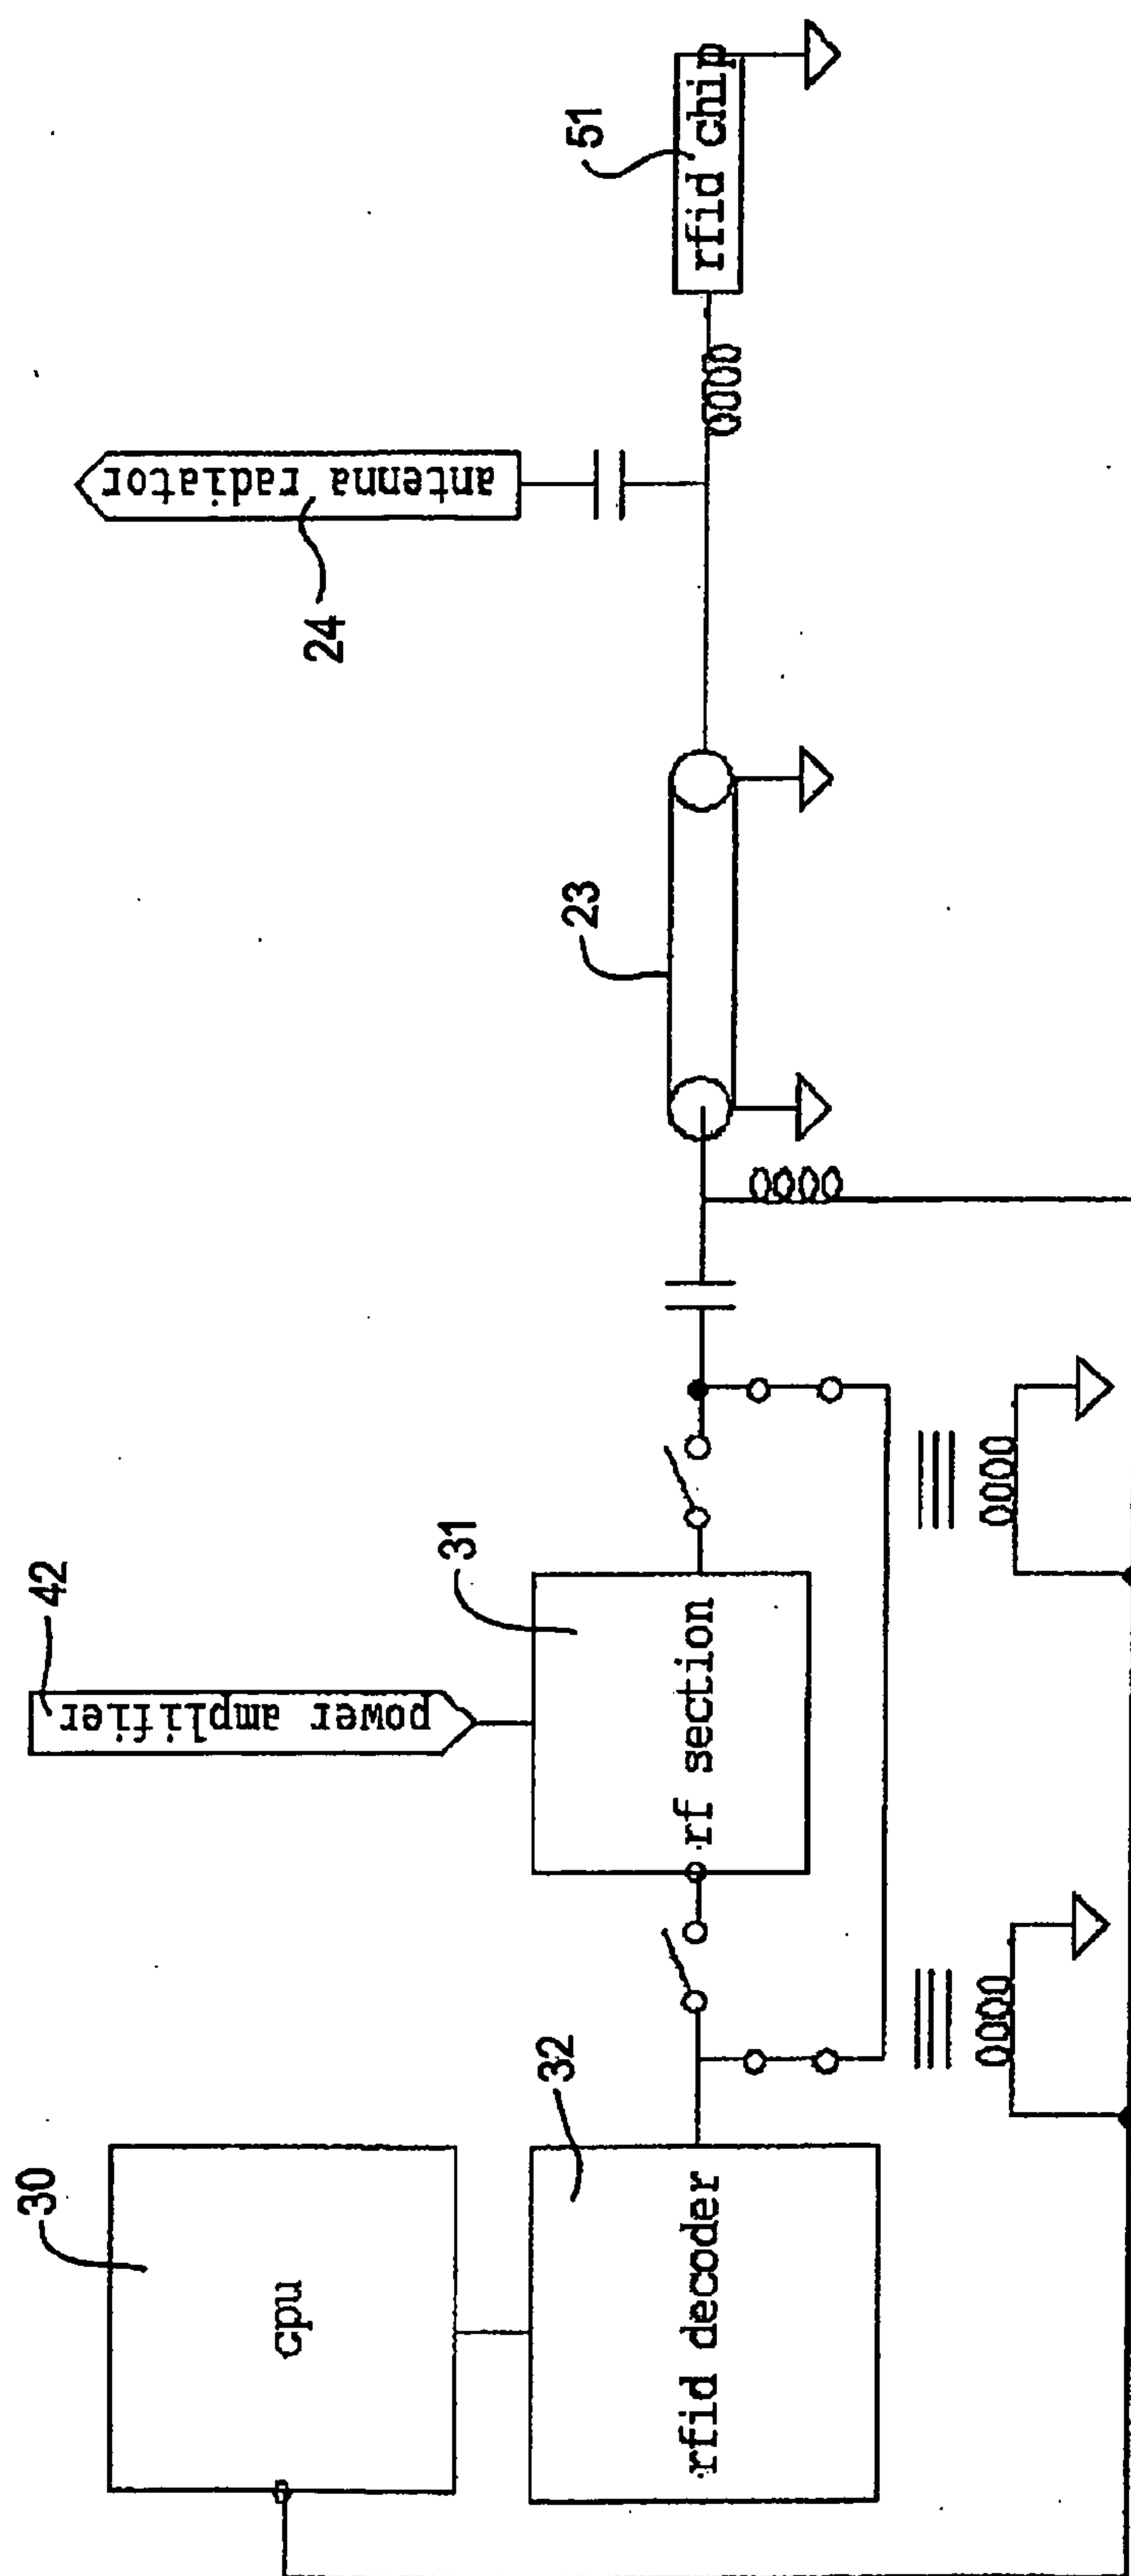 30
cpu
32
rfid decoder
42
power amplifier
31
rf section
23
24
antenna radiator
51
rfid chip